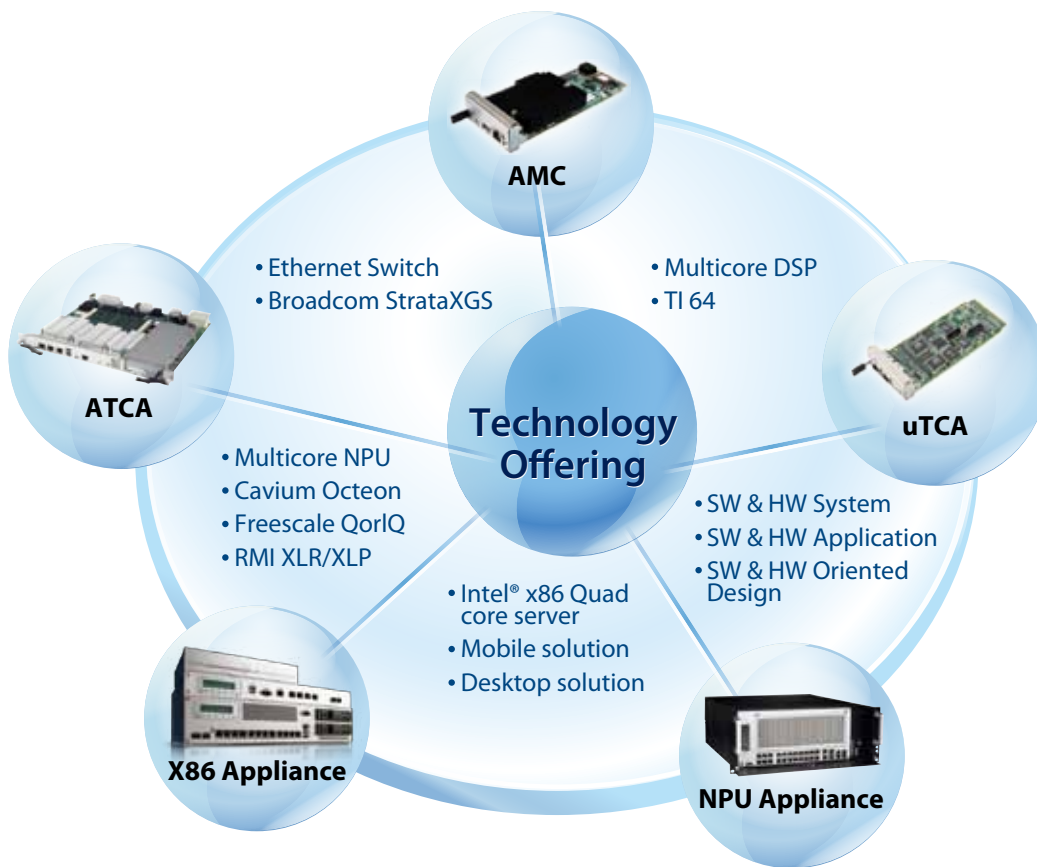 AMC
• Ethernet Switch
• Broadcom StrataXGS
• Multicore DSP
• TI 64
ATCA
Technology
Offering
uTCA
• Multicore NPU
• Cavium Octeon
• Freescale QorlQ
• RMI XLR/XLP
• SW & HW System
• SW & HW Application
• SW & HW Oriented
Design
• Intel® x86 Quad
core server
• Mobile solution
• Desktop solution
X86 Appliance
NPU Appliance